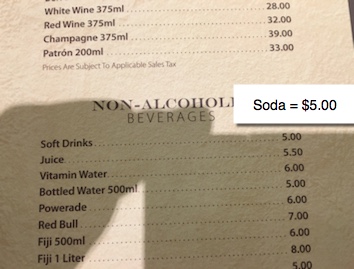 White Wine 375ml 28.00
Red Wine 375ml 32.00
Champagne 375ml 39.00
Patrón 200ml 33.00
Prices Are Subject To Applicable Sales Tax
NON-ALCOHOLI
Soda = $5.00
BEVERAGES
Soft Drinks 5.00
Juice 5.50
Vitamin Water 6.00
Bottled Water 500ml 5.00
Powerade 6.00
Red Bull 7.00
Fiji 500ml 6.00
Fiji 1 Liter 8.00
5.00